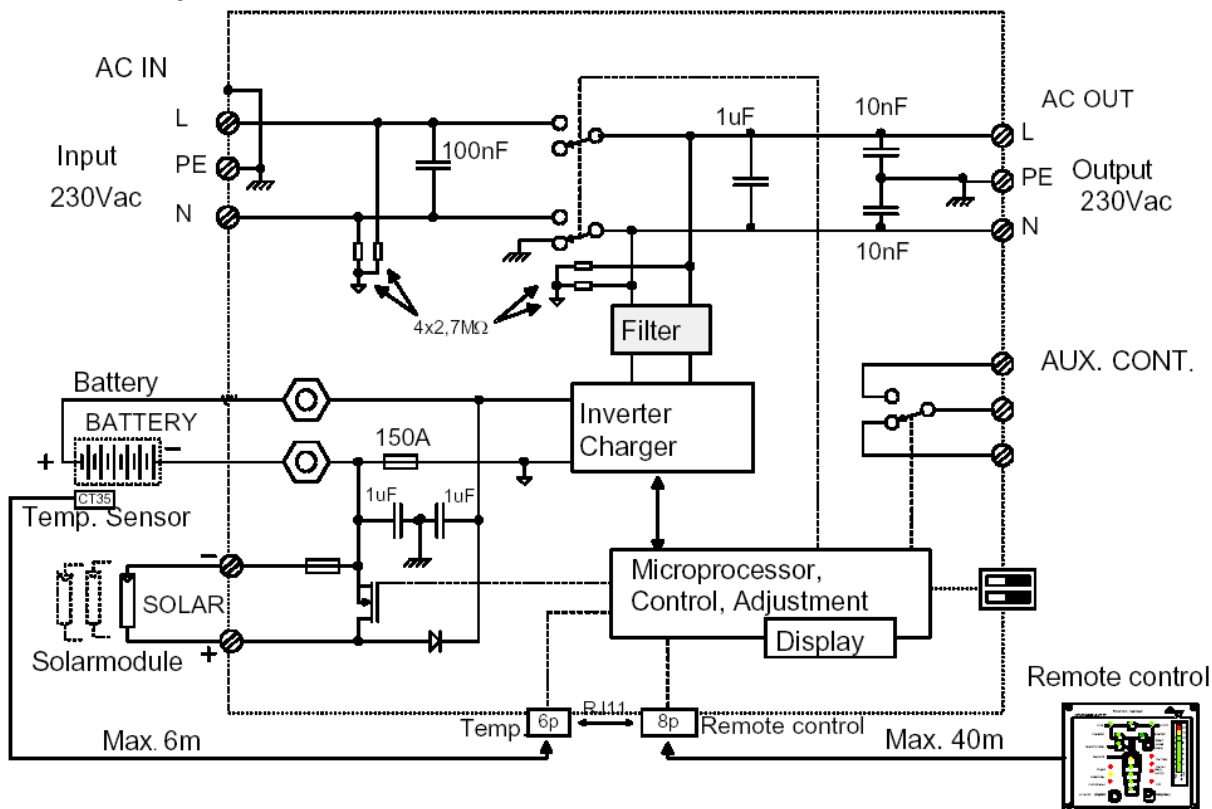 AC IN
L
Input
PE
230Vac
N
100nF
1uF
10nF
AC OUT
L
PE
Output
230Vac
N
10nF
4x2,7MΩ
Filter
Battery
BATTERY
+
−
150A
Inverter
Charger
AUX. CONT.
CT35
Temp. Sensor
1uF
1uF
−
SOLAR
+
Solarmodule
Microprocessor,
Control, Adjustment
Display
Remote control
Temp.
6p
RJ11
8p
Remote control
Max. 6m
Max. 40m